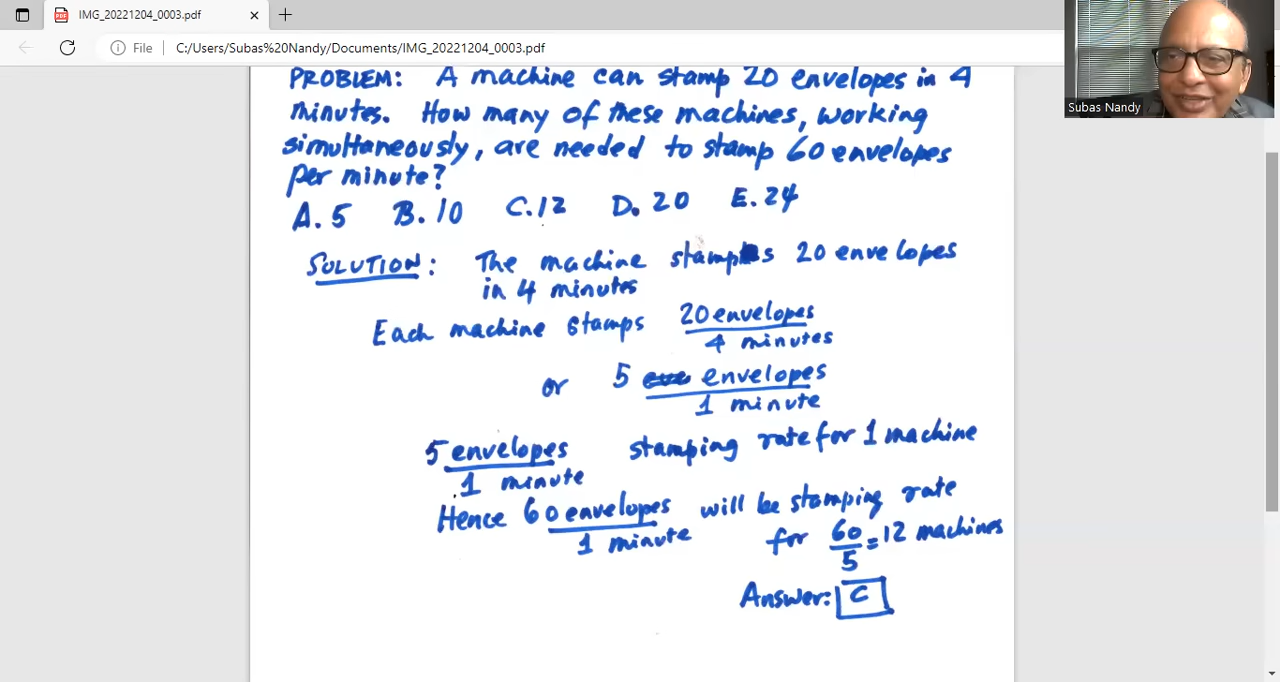 IMG_20221204_0003.pdf
File
C:/Users/Subas%20Nandy/Documents/IMG_20221204_0003.pdf
Subas Nandy
PROBLEM: A machine can stamp 20 envelopes in 4
minutes. How many of these machines, working
simultaneously, are needed to stamp 60 envelopes
per minute?
A. 5 B. 10 C. 12 D. 20 E. 24
SOLUTION: The machine stamps 20 envelopes
in 4 minutes
Each machine stamps 20 envelopes
4 minutes
or 5 envelopes
1 minute
5 envelopes stamping rate for 1 machine
1 minute
Hence 60 envelopes will be stamping rate
1 minute for 60/5 = 12 machines
Answer: C